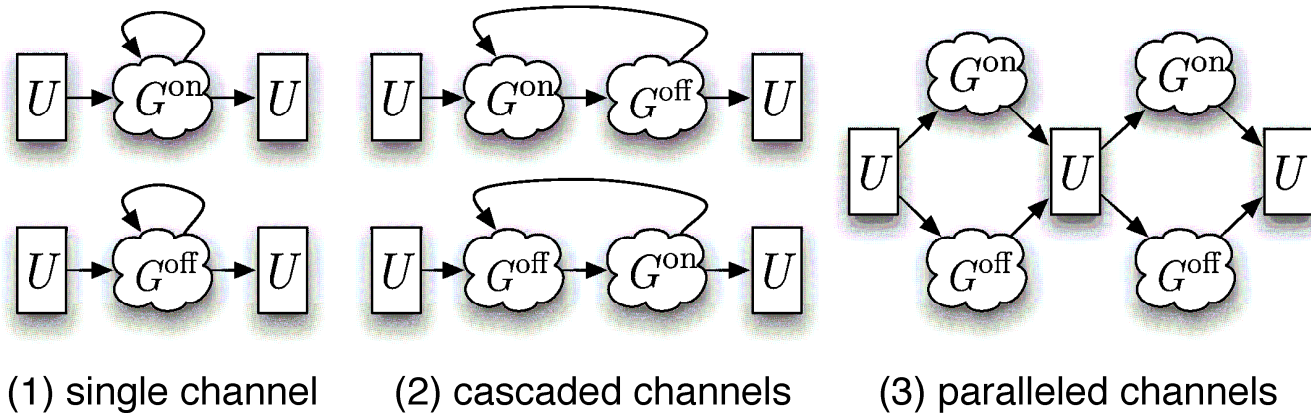 U G^on U
U G^off U
(1) single channel
U G^on G^off U
U G^off G^on U
(2) cascaded channels
G^on G^on
U U U
G^off G^off
(3) paralleled channels